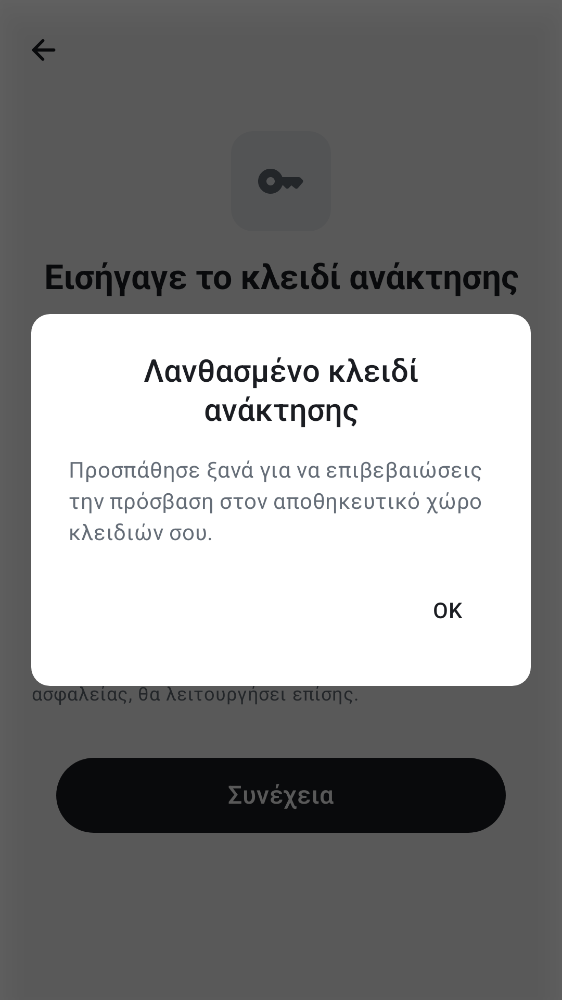 Εισήγαγε το κλειδί ανάκτησης
Λανθασμένο κλειδί
ανάκτησης
Προσπάθησε ξανά για να επιβεβαιώσεις
την πρόσβαση στον αποθηκευτικό χώρο
κλειδιών σου.
OK
ασφαλείας, θα λειτουργήσει επίσης.
Συνέχεια